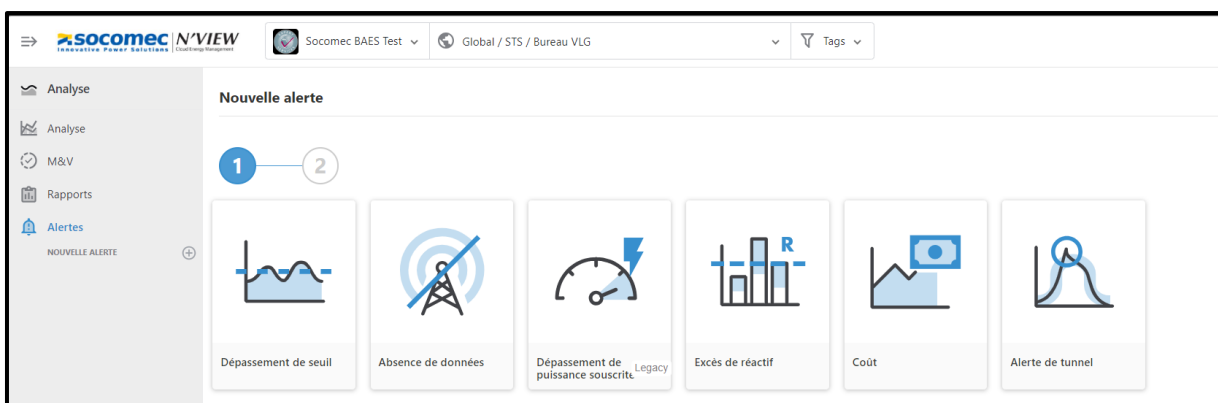 socomec
Innovative Power Solutions
N'VIEW
Cloud Energy Management
Socomec BAES Test
Global / STS / Bureau VLG
Tags
Analyse
Analyse
M&V
Rapports
Alertes
NOUVELLE ALERTE
Nouvelle alerte
1
2
Dépassement de seuil
Absence de données
Dépassement de
puissance souscrite
Legacy
R
Excès de réactif
Coût
Alerte de tunnel